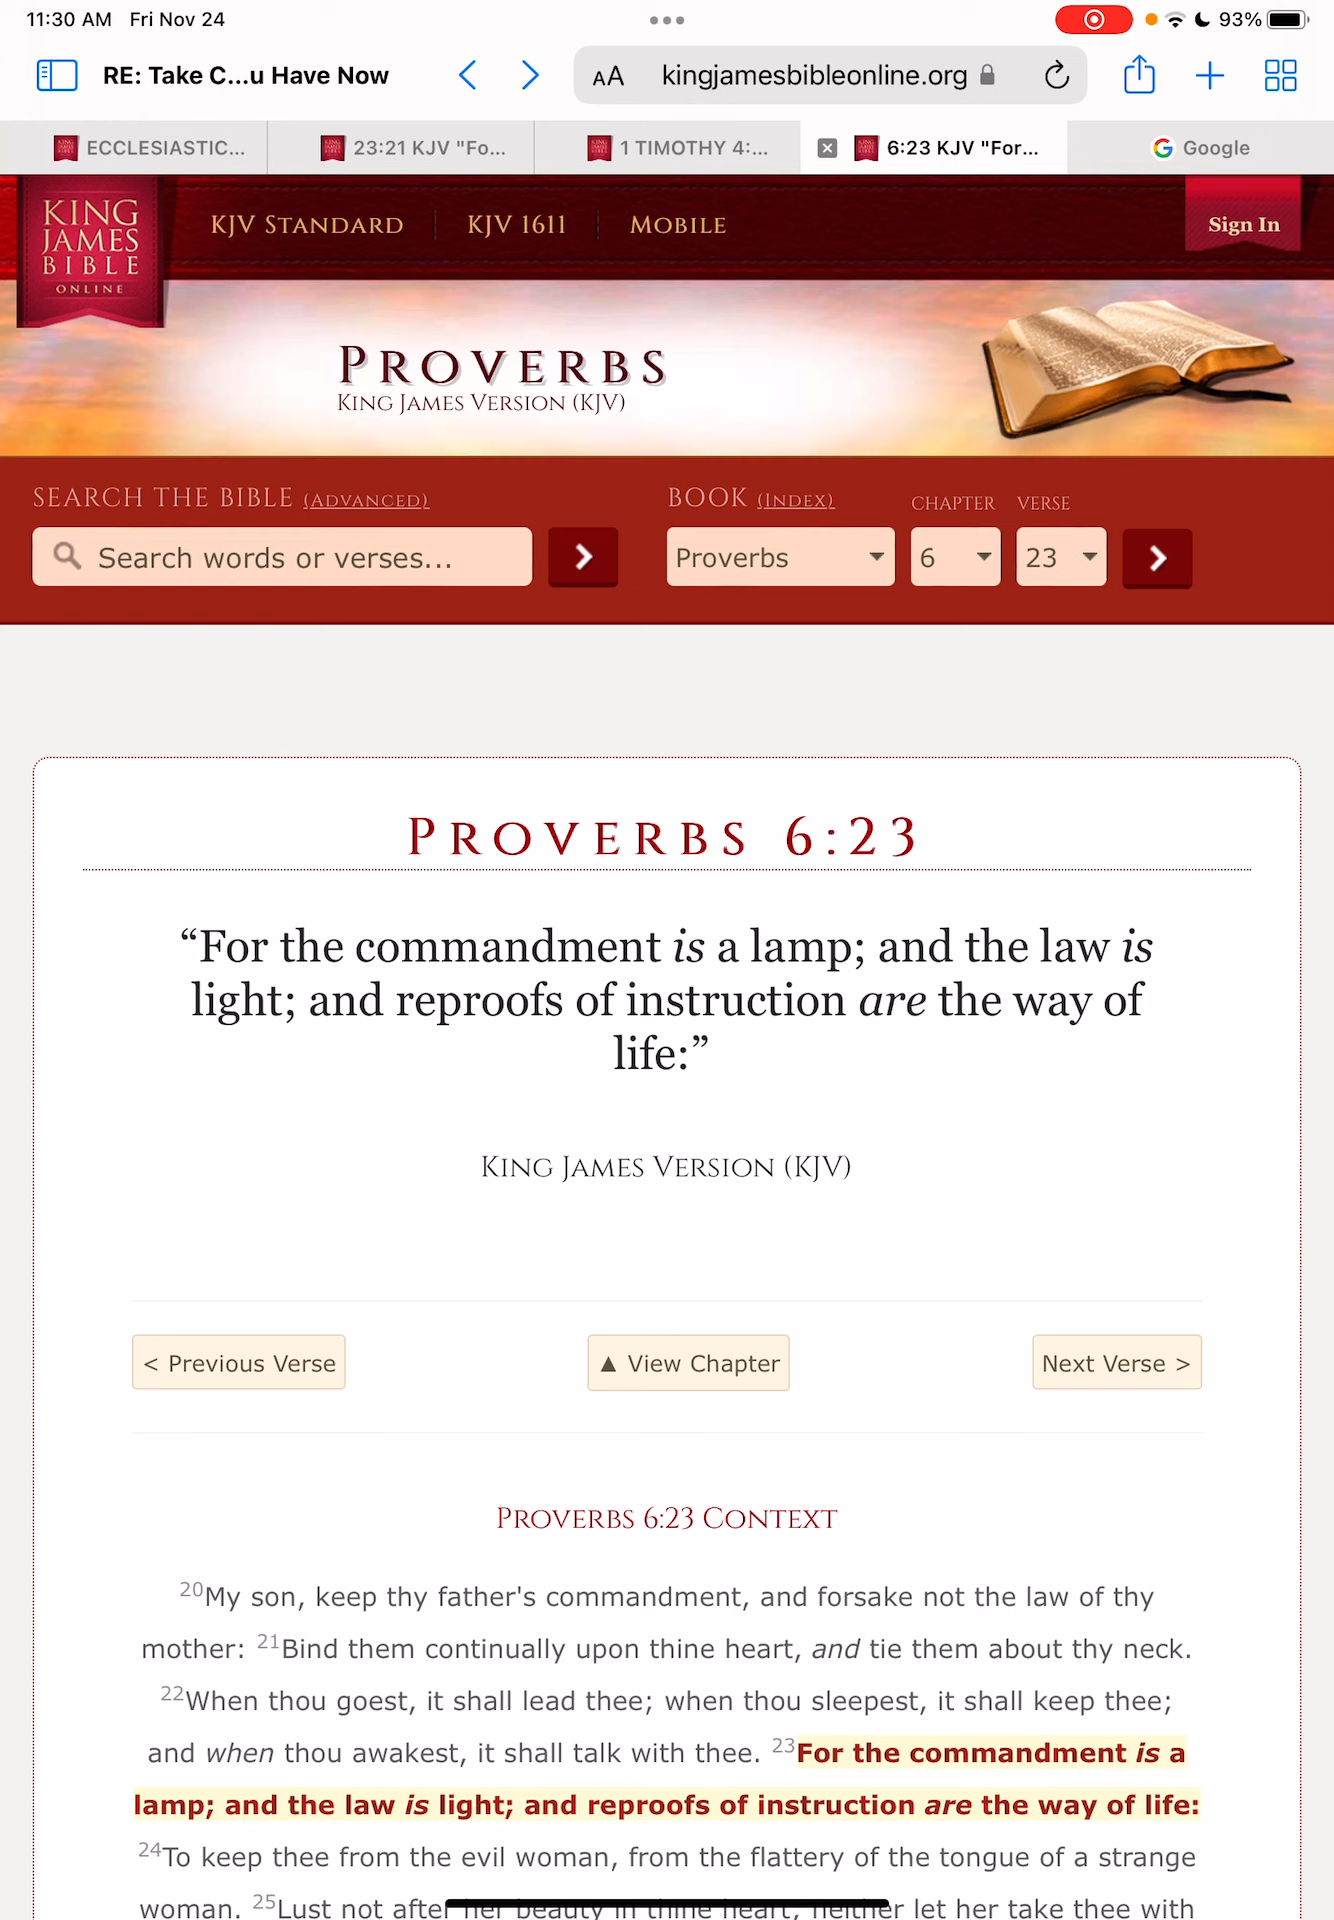 11:30 AM Fri Nov 24
93%
RE: Take C...u Have Now
AA kingjamesbibleonline.org
ECCLESIASTIC...
23:21 KJV "Fo...
1 TIMOTHY 4:...
6:23 KJV "For...
Google
KING
JAMES
BIBLE
ONLINE
KJV STANDARD
KJV 1611
MOBILE
Sign In
PROVERBS
KING JAMES VERSION (KJV)
SEARCH THE BIBLE (ADVANCED)
BOOK (INDEX)
CHAPTER
VERSE
Search words or verses...
Proverbs
6
23
PROVERBS 6:23
“For the commandment is a lamp; and the law is
light; and reproofs of instruction are the way of
life:”
KING JAMES VERSION (KJV)
< Previous Verse
▲ View Chapter
Next Verse >
PROVERBS 6:23 CONTEXT
20My son, keep thy father's commandment, and forsake not the law of thy
mother: 21Bind them continually upon thine heart, and tie them about thy neck.
22When thou goest, it shall lead thee; when thou sleepest, it shall keep thee;
and when thou awakest, it shall talk with thee. 23For the commandment is a
lamp; and the law is light; and reproofs of instruction are the way of life:
24To keep thee from the evil woman, from the flattery of the tongue of a strange
woman. 25Lust not after her beauty in thine heart; neither let her take thee with